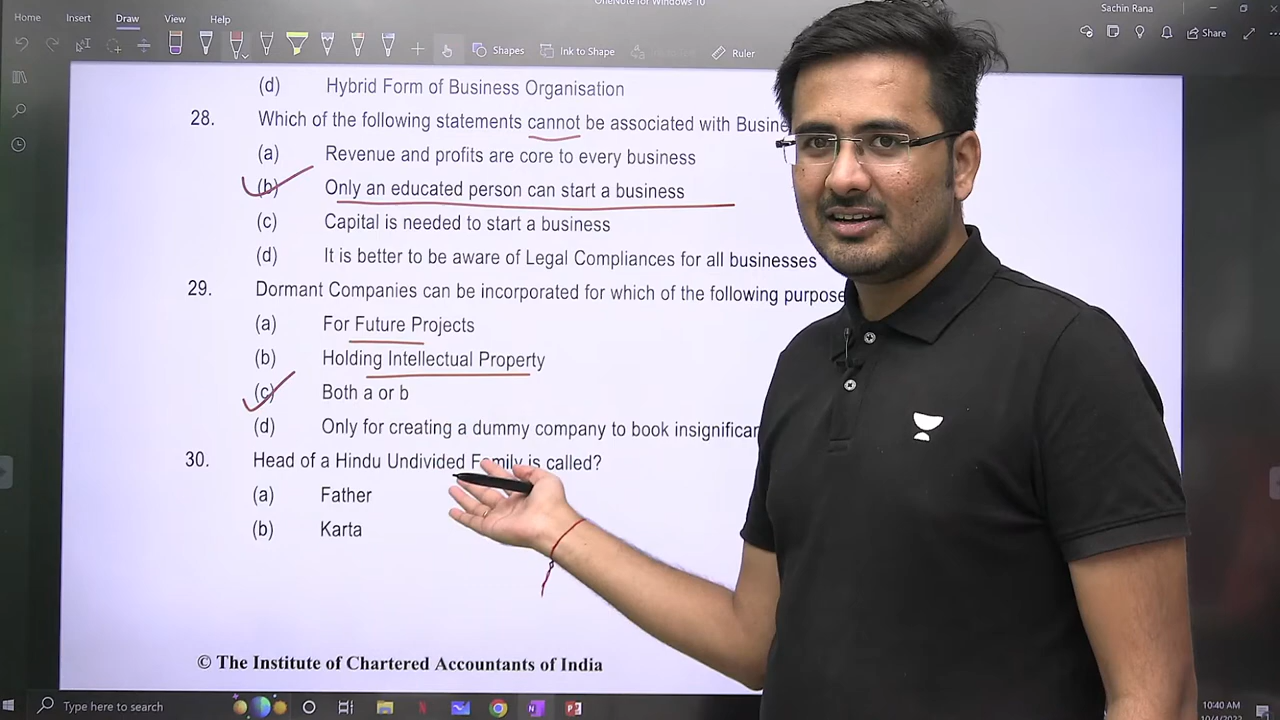 OneNote for Windows 10
Sachin Rana
Home Insert Draw View Help
Shapes Ink to Shape Ruler Share
(d) Hybrid Form of Business Organisation
28. Which of the following statements cannot be associated with
(a) Revenue and profits are core to every business
(b) Only an educated person can start a business
(c) Capital is needed to start a business
(d) It is better to be aware of Legal Compliances for all businesses
29. Dormant Companies can be incorporated for which of the following
(a) For Future Projects
(b) Holding Intellectual Property
(c) Both a or b
(d) Only for creating a dummy company to book
30. Head of a Hindu Undivided Family is called?
(a) Father
(b) Karta
© The Institute of Chartered Accountants of India
Type here to search
10:40 AM